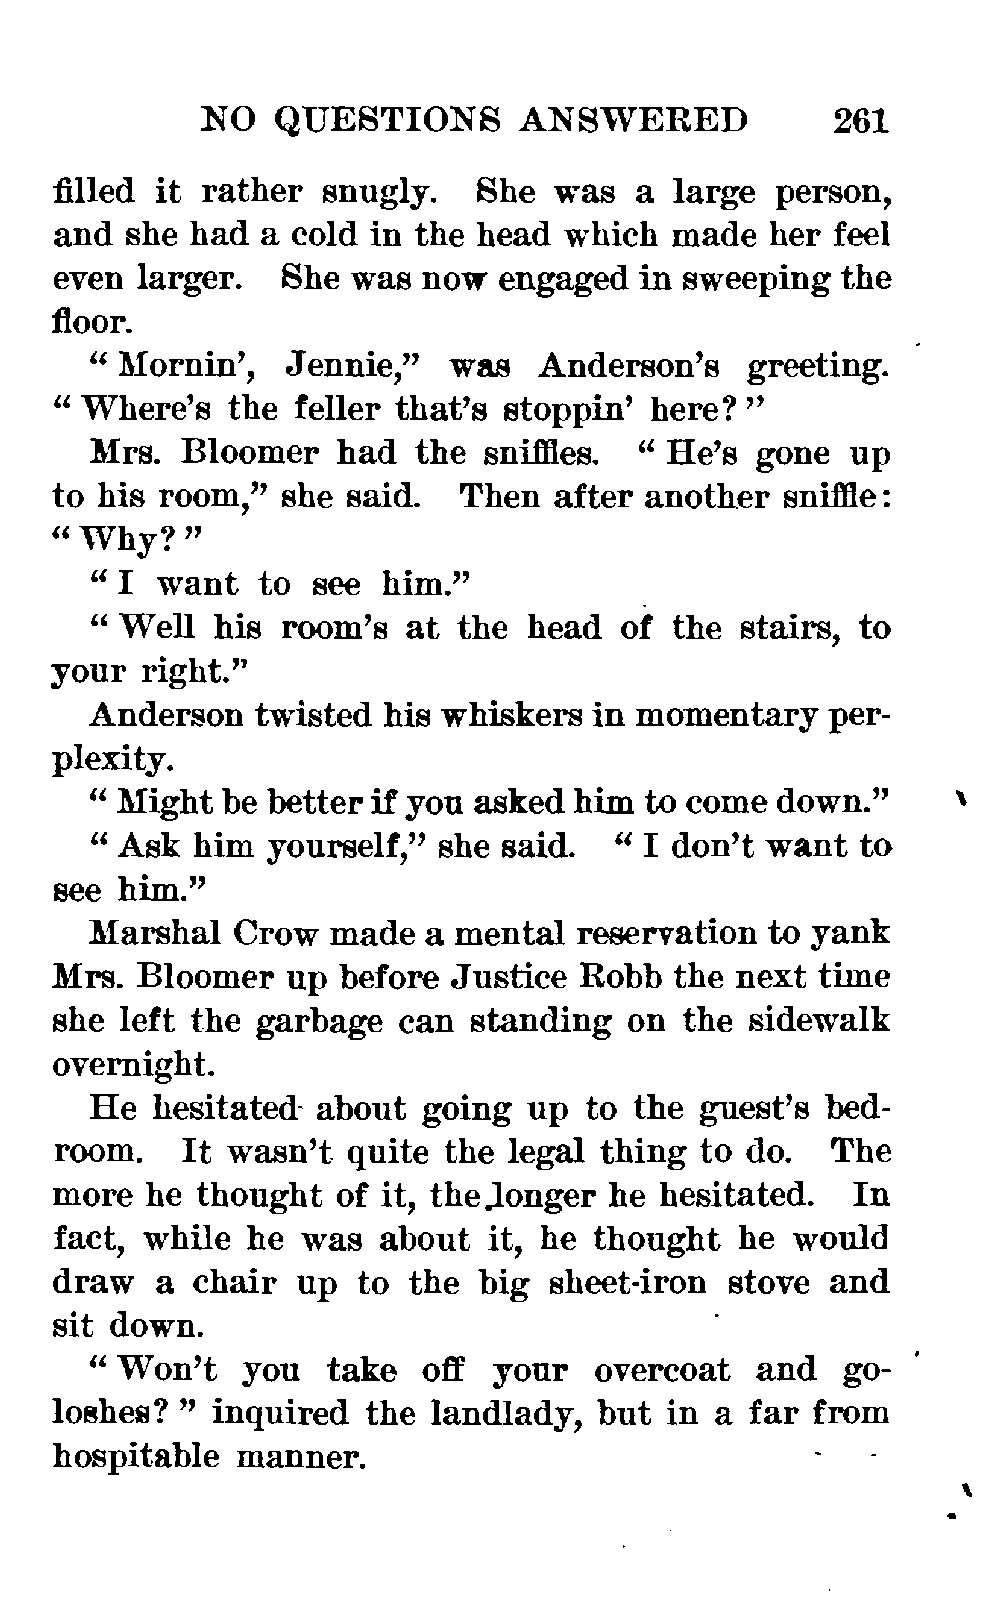 NO QUESTIONS ANSWERED 261
filled it rather snugly. She was a large person,
and she had a cold in the head which made her feel
even larger. She was now engaged in sweeping the
floor.
“ Mornin’, Jennie,” was Anderson’s greeting.
“ Where’s the feller that’s stoppin’ here? ”
Mrs. Bloomer had the sniffles. “ He’s gone up
to his room,” she said. Then after another sniffle:
“ Why? ”
“ I want to see him.”
“ Well his room’s at the head of the stairs, to
your right.”
Anderson twisted his whiskers in momentary per-
plexity.
“ Might be better if you asked him to come down.”
“ Ask him yourself,” she said. “ I don’t want to
see him.”
Marshal Crow made a mental reservation to yank
Mrs. Bloomer up before Justice Robb the next time
she left the garbage can standing on the sidewalk
overnight.
He hesitated about going up to the guest’s bed-
room. It wasn’t quite the legal thing to do. The
more he thought of it, the longer he hesitated. In
fact, while he was about it, he thought he would
draw a chair up to the big sheet-iron stove and
sit down.
“ Won’t you take off your overcoat and go-
loshes? ” inquired the landlady, but in a far from
hospitable manner.